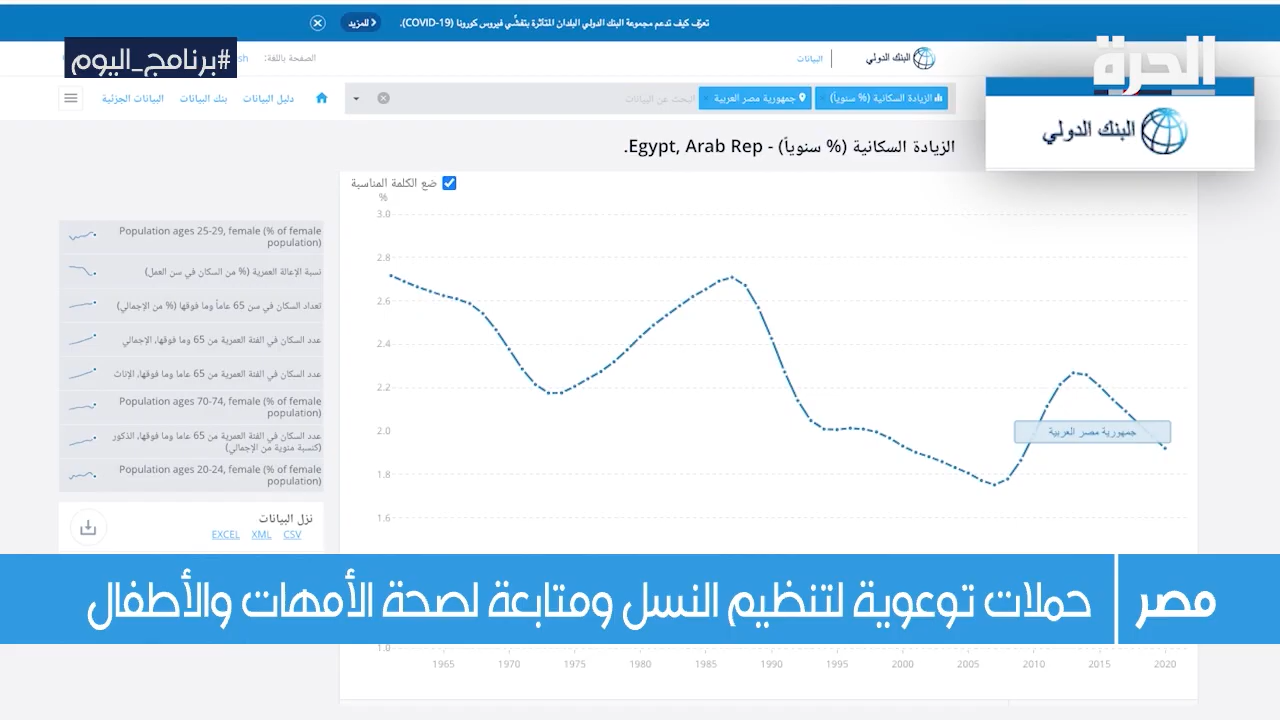 تعرّف كيف تدعم مجموعة البنك الدولي البلدان المتأثرة بتفشّي فيروس كورونا (COVID-19).
للمزيد
#برنامج_اليوم
الصفحة باللغة:
البيانات
البنك الدولي
الحرة
البنك الدولي
الزيادة السكانية (% سنوياً)
جمهورية مصر العربية
ابحث عن البيانات
دليل البيانات
بنك البيانات
البيانات الجزئية
الزيادة السكانية (% سنوياً) - Egypt, Arab Rep.
ضع الكلمة المناسبة
%
3.0
2.8
2.6
2.4
2.2
2.0
1.8
1.6
جمهورية مصر العربية
Population ages 25-29, female (% of female
population)
نسبة الإعالة العمرية (% من السكان في سن العمل)
تعداد السكان في سن 65 عاماً وما فوقها (% من الإجمالي)
عدد السكان في الفئة العمرية من 65 وما فوقها، الإجمالي
عدد السكان في الفئة العمرية من 65 عاما وما فوقها، الإناث
Population ages 70-74, female (% of female
population)
عدد السكان في الفئة العمرية من 65 عاما وما فوقها، الذكور
(كنسبة مئوية من الإجمالي)
Population ages 20-24, female (% of female
population)
نزل البيانات
CSV XML EXCEL
مصر
حملات توعوية لتنظيم النسل ومتابعة لصحة الأمهات والأطفال
1.0
1965 1970 1975 1980 1985 1990 1995 2000 2005 2010 2015 2020